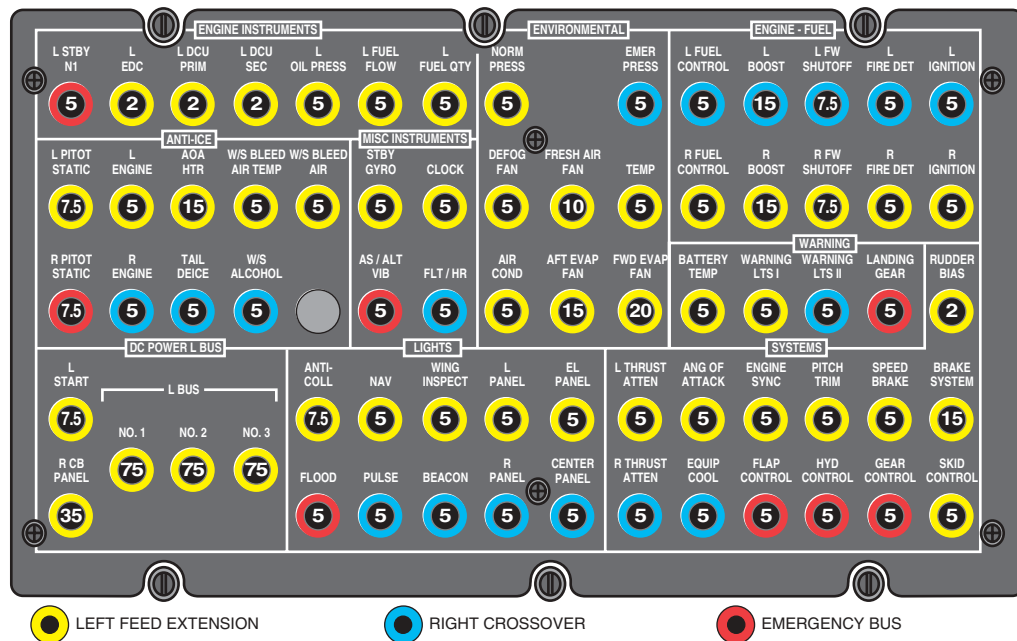 ENGINE INSTRUMENTS ENVIRONMENTAL ENGINE - FUEL
L STBY L L DCU L DCU L L FUEL L NORM EMER L FUEL L L FW L L
N1 EDC PRIM SEC OIL PRESS FLOW FUEL QTY PRESS PRESS CONTROL BOOST SHUTOFF FIRE DET IGNITION
5 2 2 2 5 5 5 5 5 5 15 7.5 5 5
ANTI-ICE MISC INSTRUMENTS
L PITOT L AOA W/S BLEED W/S BLEED STBY DEFOG FRESH AIR R FUEL R R FW R R
STATIC ENGINE HTR AIR TEMP AIR GYRO CLOCK FAN FAN TEMP CONTROL BOOST SHUTOFF FIRE DET IGNITION
7.5 5 15 5 5 5 5 5 10 5 5 15 7.5 5 5
WARNING
R PITOT R TAIL W/S AS / ALT AIR AFT EVAP FWD EVAP BATTERY WARNING WARNING LANDING RUDDER
STATIC ENGINE DEICE ALCOHOL VIB FLT / HR COND FAN FAN TEMP LTS I LTS II GEAR BIAS
7.5 5 5 5 5 5 5 15 20 5 5 5 5 2
DC POWER L BUS LIGHTS SYSTEMS
L ANTI- WING L EL L THRUST ANG OF ENGINE PITCH SPEED BRAKE
START L BUS COLL NAV INSPECT PANEL PANEL ATTEN ATTACK SYNC TRIM BRAKE SYSTEM
7.5 7.5 5 5 5 5 5 5 5 5 5 15
NO. 1 NO. 2 NO. 3
75 75 75
R CB R CENTER R THRUST EQUIP FLAP HYD GEAR SKID
PANEL FLOOD PULSE BEACON PANEL PANEL ATTEN COOL CONTROL CONTROL CONTROL CONTROL
35 5 5 5 5 5 5 5 5 5 5 5
LEFT FEED EXTENSION RIGHT CROSSOVER EMERGENCY BUS